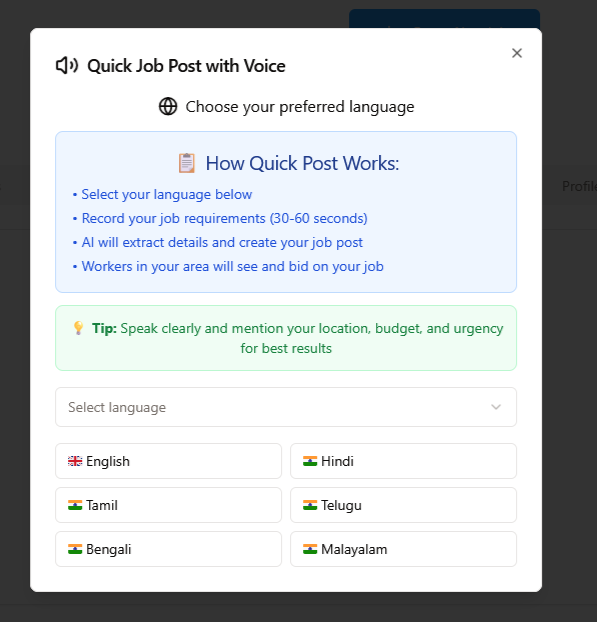 Quick Job Post with Voice
Choose your preferred language
📋 How Quick Post Works:
• Select your language below
• Record your job requirements (30-60 seconds)
• AI will extract details and create your job post
• Workers in your area will see and bid on your job
💡 Tip: Speak clearly and mention your location, budget, and urgency
for best results
Select language
🇬🇧 English
🇮🇳 Hindi
🇮🇳 Tamil
🇮🇳 Telugu
🇮🇳 Bengali
🇮🇳 Malayalam